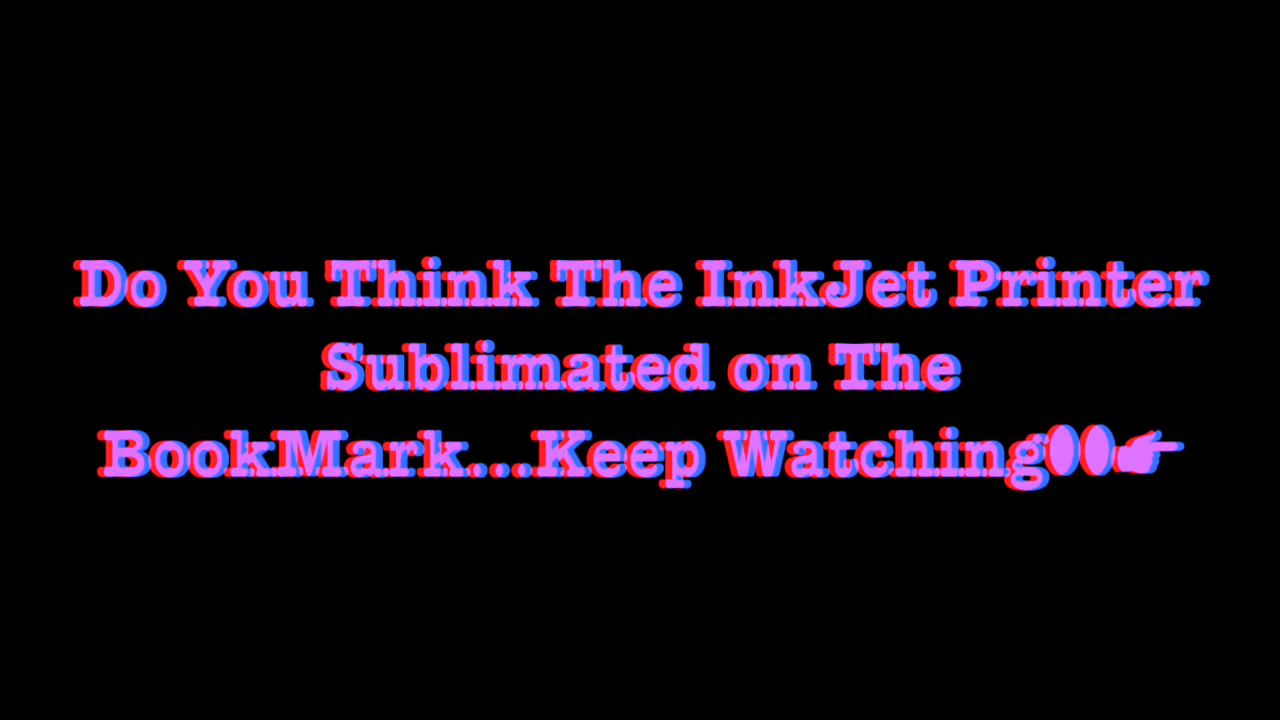 Do You Think The InkJet Printer
Sublimated on The
BookMark...Keep Watching👀👉